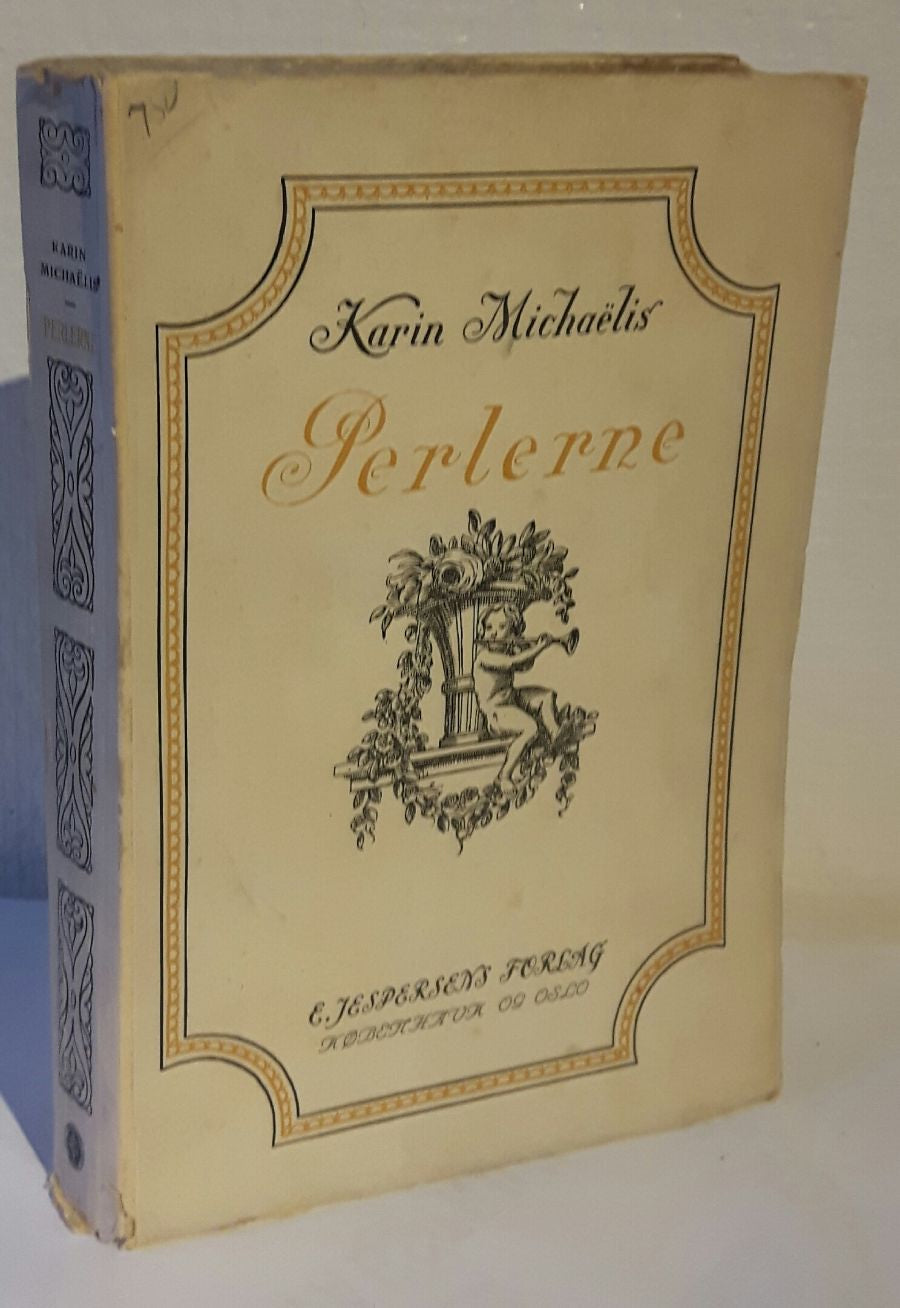 KARIN
MICHAËLIS
PERLERNE
Karin Michaëlis
Perlerne
E. JESPERSENS FORLAG
KØBENHAVN OG OSLO